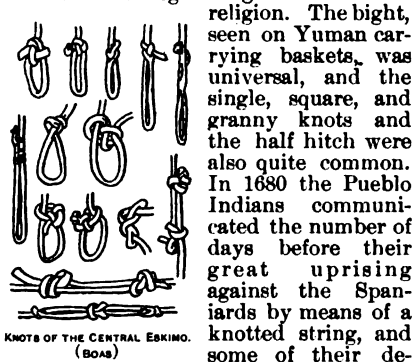 religion. The bight,
seen on Yuman car-
rying baskets, was
universal, and the
single, square, and
granny knots and
the half hitch were
also quite common.
In 1680 the Pueblo
Indians communi-
cated the number of
days before their
great uprising
against the Span-
iards by means of a
knotted string, and
some of their de-
KNOTS OF THE CENTRAL ESKIMO.
(BOAS)